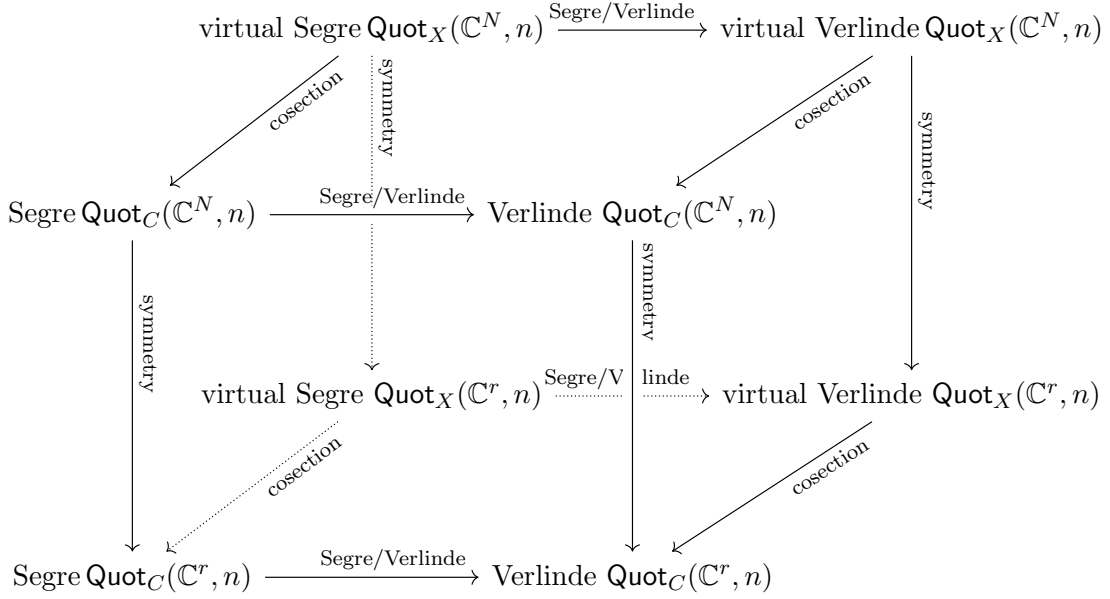 virtual Segre Quot_X(ℂ^N, n) Segre/Verlinde virtual Verlinde Quot_X(ℂ^N, n)
cosection symmetry cosection symmetry
Segre Quot_C(ℂ^N, n) Segre/Verlinde Verlinde Quot_C(ℂ^N, n)
symmetry symmetry
virtual Segre Quot_X(ℂ^r, n) Segre/V linde virtual Verlinde Quot_X(ℂ^r, n)
cosection cosection
Segre Quot_C(ℂ^r, n) Segre/Verlinde Verlinde Quot_C(ℂ^r, n)